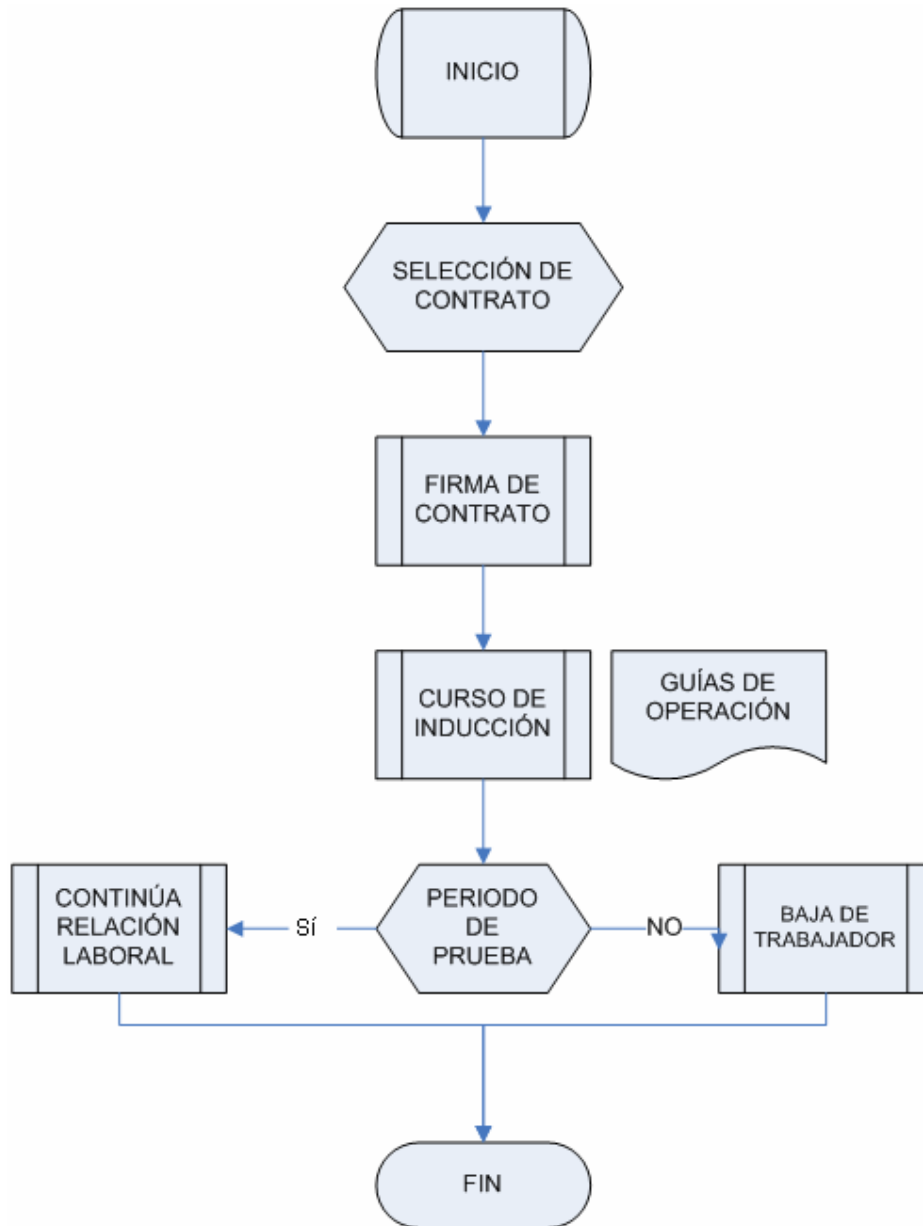 INICIO
SELECCIÓN DE
CONTRATO
FIRMA DE
CONTRATO
CURSO DE
INDUCCIÓN
GUÍAS DE
OPERACIÓN
CONTINÚA
RELACIÓN
LABORAL
SÍ
PERIODO
DE
PRUEBA
NO
BAJA DE
TRABAJADOR
FIN